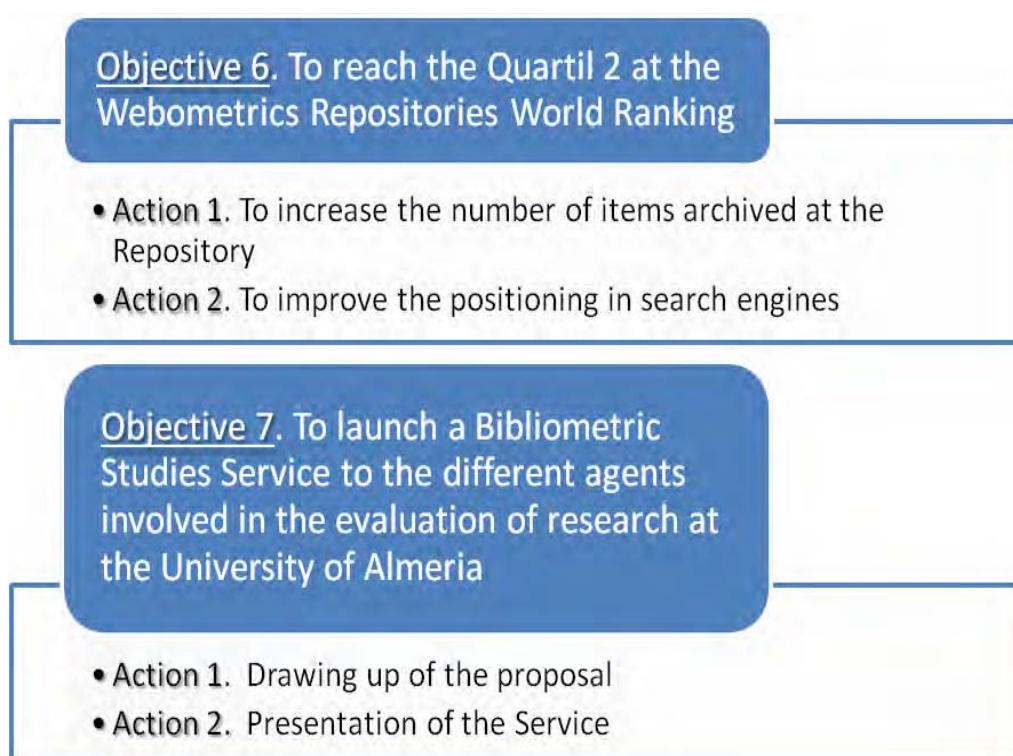 Objective 6. To reach the Quartil 2 at the
Webometrics Repositories World Ranking
• Action 1. To increase the number of items archived at the
Repository
• Action 2. To improve the positioning in search engines
Objective 7. To launch a Bibliometric
Studies Service to the different agents
involved in the evaluation of research at
the University of Almeria
• Action 1. Drawing up of the proposal
• Action 2. Presentation of the Service